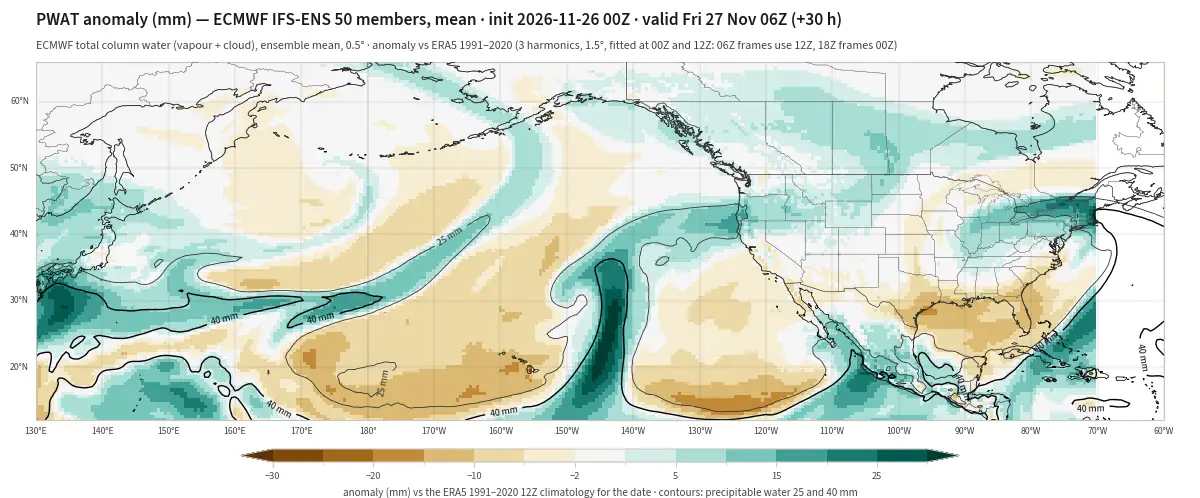 PWAT anomaly (mm) — ECMWF IFS-ENS 50 members, mean · init 2026-11-26 00Z · valid Fri 27 Nov 06Z (+30 h)
ECMWF total column water (vapour + cloud), ensemble mean, 0.5° · anomaly vs ERA5 1991–2020 (3 harmonics, 1.5°, fitted at 00Z and 12Z: 06Z frames use 12Z, 18Z frames 00Z)
60°N
50°N
40°N
30°N
20°N
25 mm
40 mm
40 mm
25 mm
40 mm
40 mm
40 mm
40 mm
130°E 140°E 150°E 160°E 170°E 180° 170°W 160°W 150°W 140°W 130°W 120°W 110°W 100°W 90°W 80°W 70°W 60°W
−30 −20 −10 −2 5 15 25
anomaly (mm) vs the ERA5 1991–2020 12Z climatology for the date · contours: precipitable water 25 and 40 mm